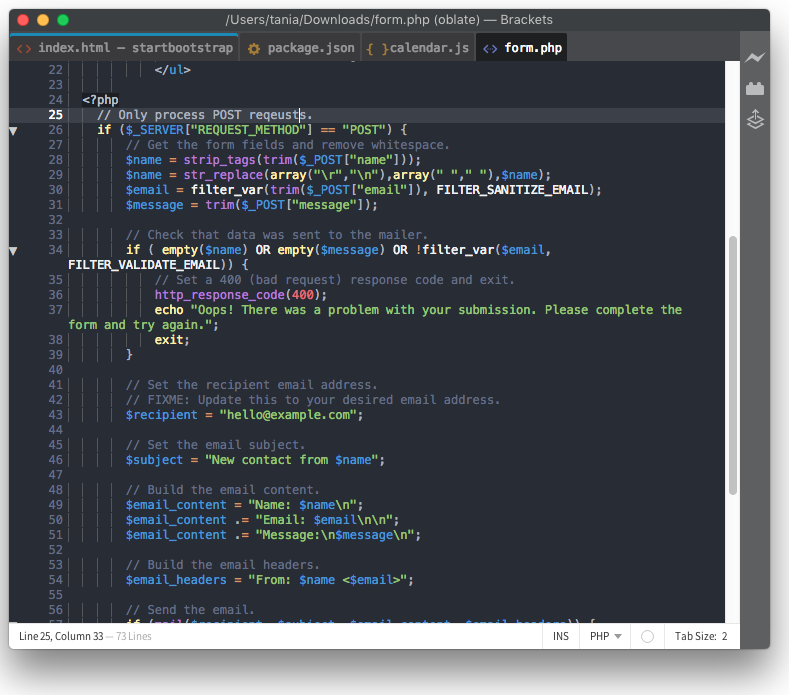 /Users/tania/Downloads/form.php (oblate) — Brackets
<> index.html — startbootstrap package.json { }calendar.js <> form.php
22 </ul>
23
24 <?php
25 // Only process POST reqeusts.
26 if ($_SERVER["REQUEST_METHOD"] == "POST") {
27 // Get the form fields and remove whitespace.
28 $name = strip_tags(trim($_POST["name"]));
29 $name = str_replace(array("\r","\n"),array(" "," "),$name);
30 $email = filter_var(trim($_POST["email"]), FILTER_SANITIZE_EMAIL);
31 $message = trim($_POST["message"]);
32
33 // Check that data was sent to the mailer.
34 if ( empty($name) OR empty($message) OR !filter_var($email,
FILTER_VALIDATE_EMAIL)) {
35 // Set a 400 (bad request) response code and exit.
36 http_response_code(400);
37 echo "Oops! There was a problem with your submission. Please complete the
form and try again.";
38 exit;
39 }
40
41 // Set the recipient email address.
42 // FIXME: Update this to your desired email address.
43 $recipient = "hello@example.com";
44
45 // Set the email subject.
46 $subject = "New contact from $name";
47
48 // Build the email content.
49 $email_content = "Name: $name\n";
50 $email_content .= "Email: $email\n\n";
51 $email_content .= "Message:\n$message\n";
52
53 // Build the email headers.
54 $email_headers = "From: $name <$email>";
55
56 // Send the email.
57 if (mail($recipient, $subject, $email_content, $email_headers)) {
Line 25, Column 33 — 73 Lines INS PHP Tab Size: 2